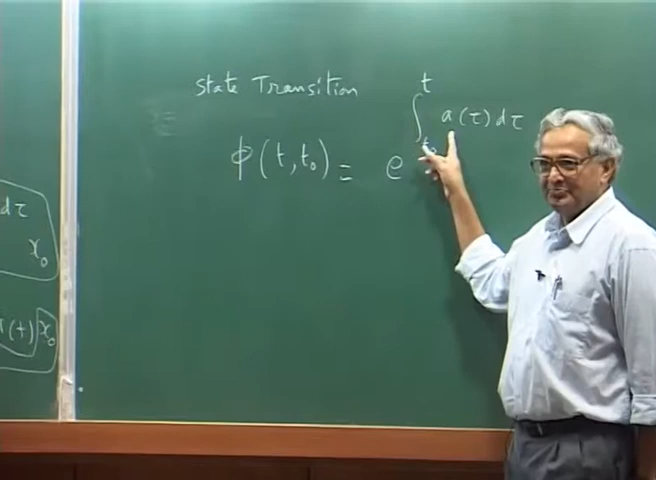 state Transition
ϕ(t,t₀) = e^∫_{t₀}^{t} a(τ)dτ
dτ
x₀
(t) x₀